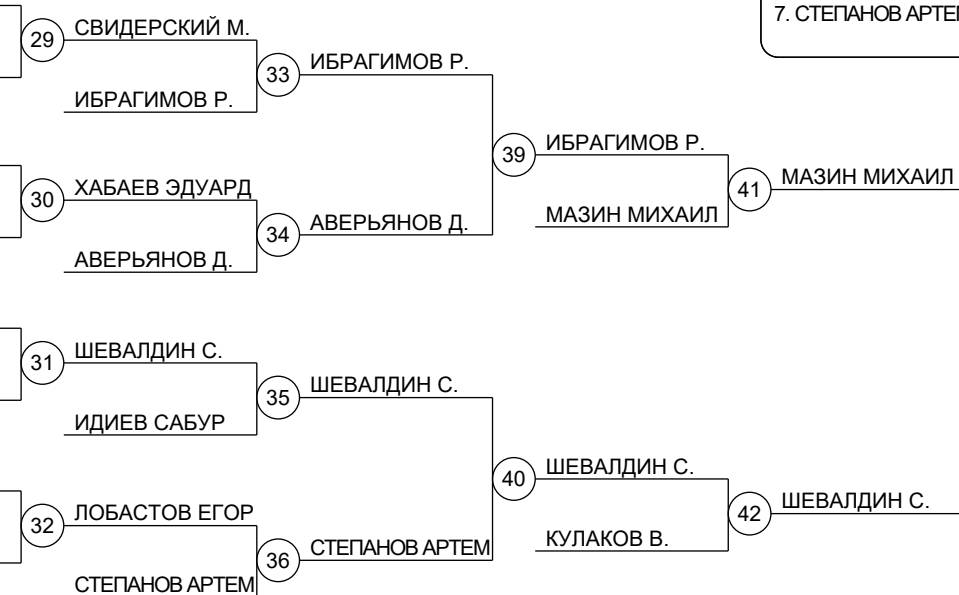 7. СТЕПАНОВ АРТЕМ
29 СВИДЕРСКИЙ М.
33 ИБРАГИМОВ Р.
ИБРАГИМОВ Р.
39 ИБРАГИМОВ Р.
41 МАЗИН МИХАИЛ
30 ХАБАЕВ ЭДУАРД
МАЗИН МИХАИЛ
34 АВЕРЬЯНОВ Д.
АВЕРЬЯНОВ Д.
31 ШЕВАЛДИН С.
35 ШЕВАЛДИН С.
ИДИЕВ САБУР
40 ШЕВАЛДИН С.
42 ШЕВАЛДИН С.
32 ЛОБАСТОВ ЕГОР
КУЛАКОВ В.
36 СТЕПАНОВ АРТЕМ
СТЕПАНОВ АРТЕМ